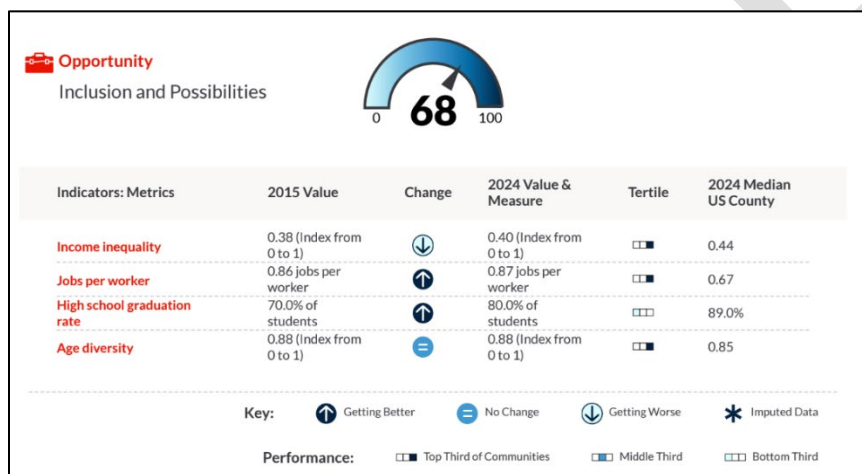 Opportunity
Inclusion and Possibilities
0 68 100
Indicators: Metrics 2015 Value Change 2024 Value & Measure Tertile 2024 Median US County
Income inequality 0.38 (Index from 0 to 1) 0.40 (Index from 0 to 1) 0.44
Jobs per worker 0.86 jobs per worker 0.87 jobs per worker 0.67
High school graduation rate 70.0% of students 80.0% of students 89.0%
Age diversity 0.88 (Index from 0 to 1) 0.88 (Index from 0 to 1) 0.85
Key: Getting Better No Change Getting Worse Imputed Data
Performance: Top Third of Communities Middle Third Bottom Third